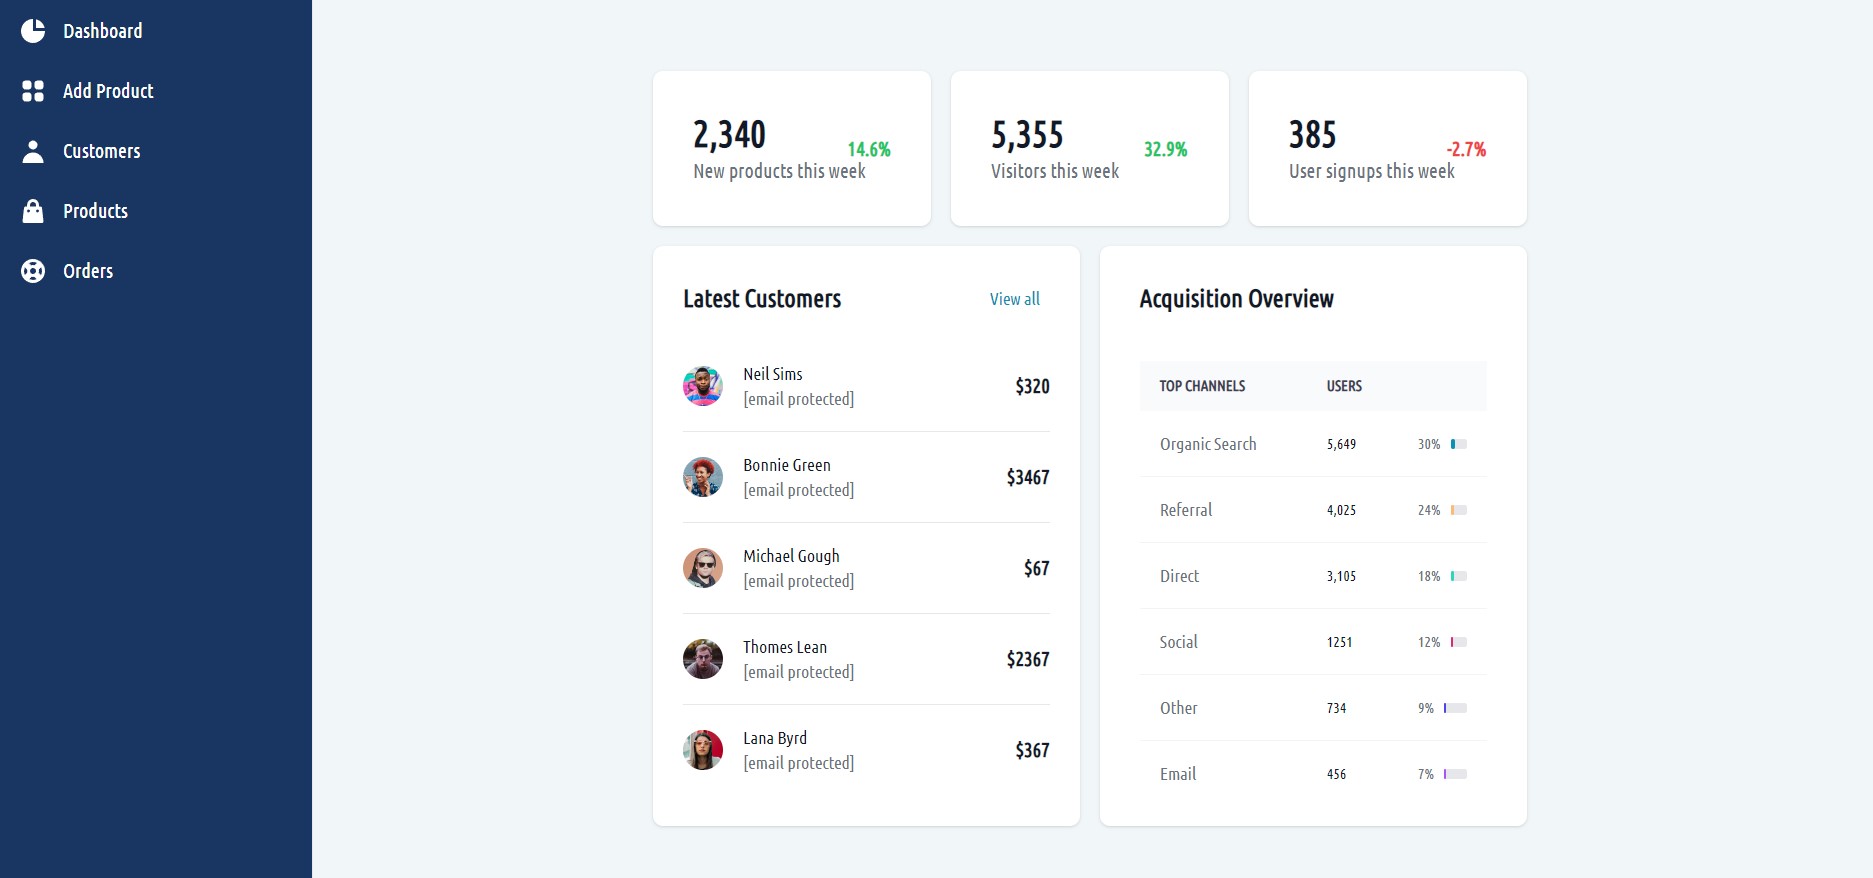 Dashboard
Add Product
Customers
Products
Orders
2,340
New products this week
14.6%
5,355
Visitors this week
32.9%
385
User signups this week
-2.7%
Latest Customers
View all
Neil Sims
[email protected]
$320
Bonnie Green
[email protected]
$3467
Michael Gough
[email protected]
$67
Thomes Lean
[email protected]
$2367
Lana Byrd
[email protected]
$367
Acquisition Overview
TOP CHANNELS USERS
Organic Search 5,649 30%
Referral 4,025 24%
Direct 3,105 18%
Social 1251 12%
Other 734 9%
Email 456 7%